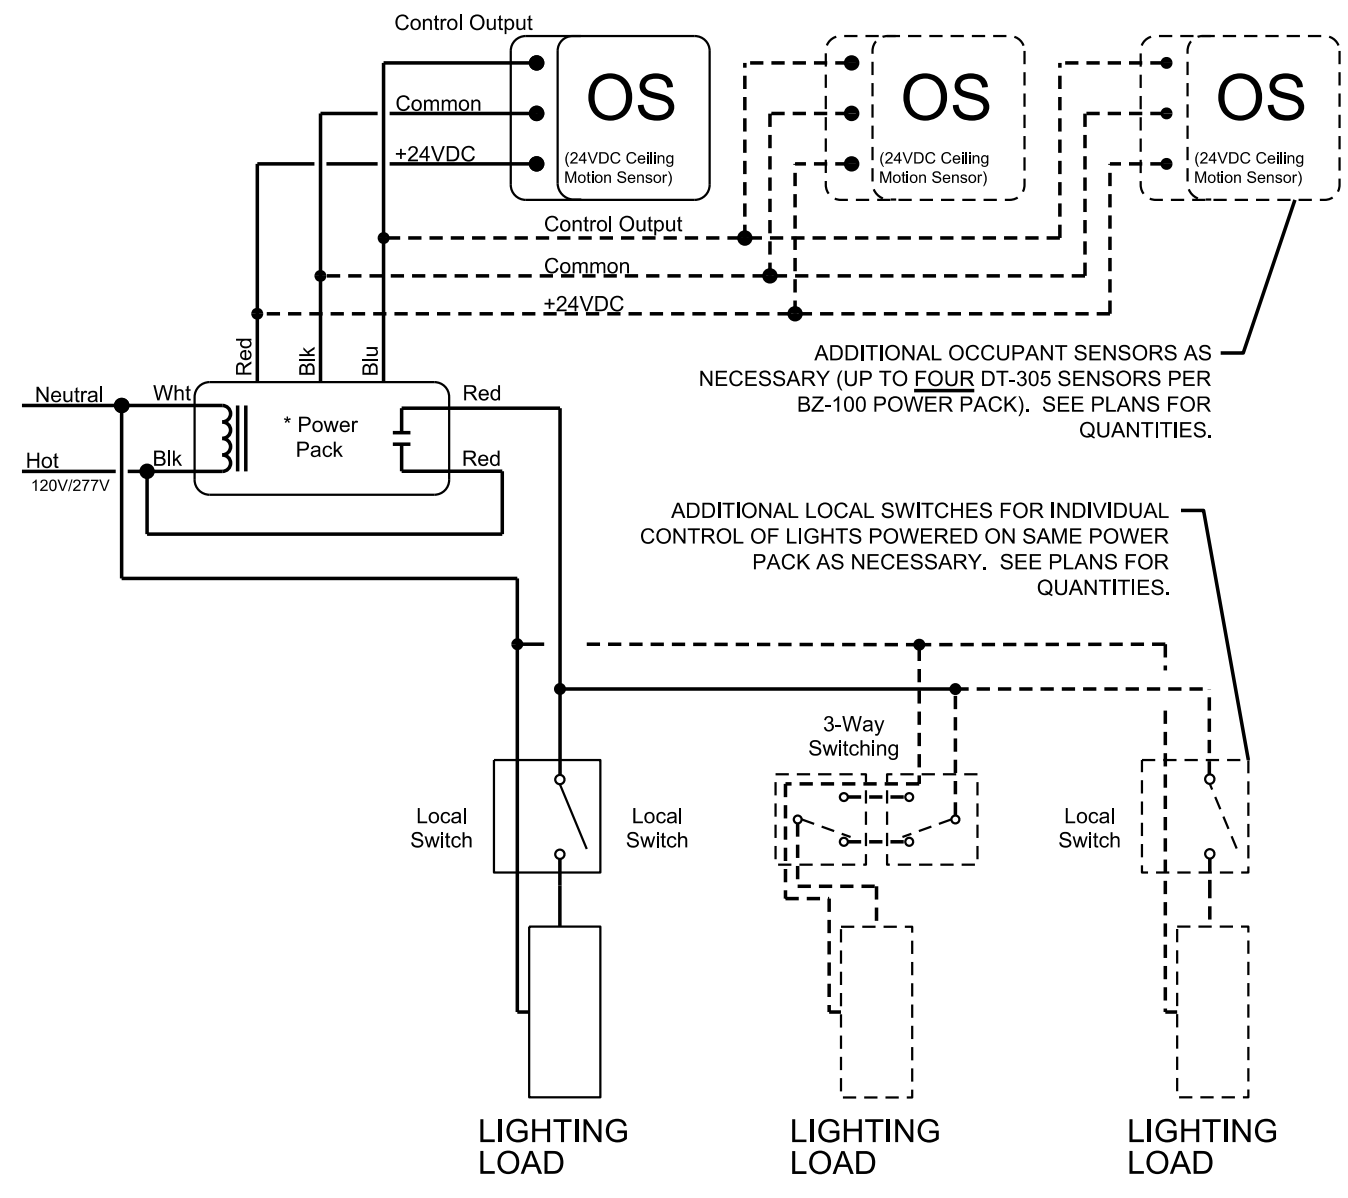 Control Output
Common
+24VDC
OS
(24VDC Ceiling
Motion Sensor)
OS
(24VDC Ceiling
Motion Sensor)
OS
(24VDC Ceiling
Motion Sensor)
Control Output
Common
+24VDC
Red
Blk
Blu
ADDITIONAL OCCUPANT SENSORS AS
NECESSARY (UP TO FOUR DT-305 SENSORS PER
BZ-100 POWER PACK). SEE PLANS FOR
QUANTITIES.
Neutral
Wht
Hot
120V/277V
Blk
* Power
Pack
Red
Red
ADDITIONAL LOCAL SWITCHES FOR INDIVIDUAL
CONTROL OF LIGHTS POWERED ON SAME POWER
PACK AS NECESSARY. SEE PLANS FOR
QUANTITIES.
3-Way
Switching
Local
Switch
Local
Switch
Local
Switch
LIGHTING
LOAD
LIGHTING
LOAD
LIGHTING
LOAD